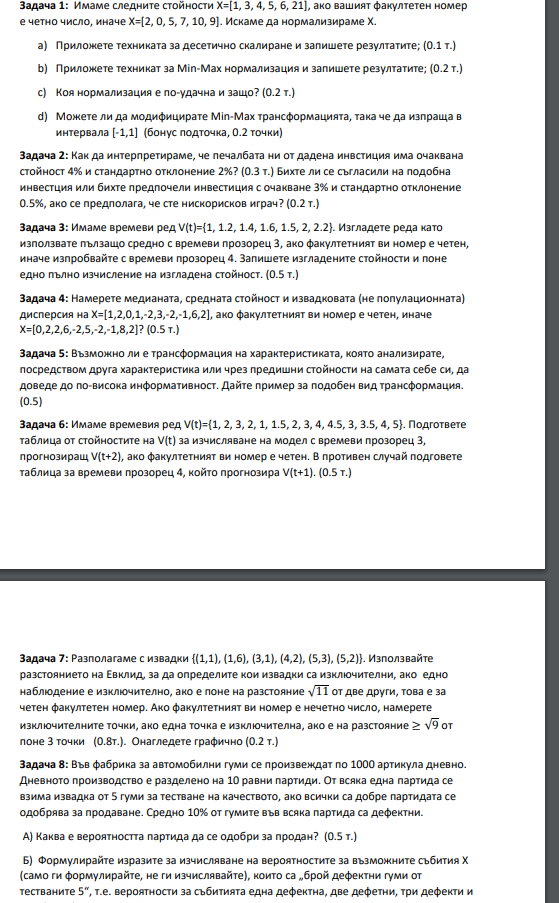 Задача 1: Имаме следните стойности X=[1, 3, 4, 5, 6, 21], ако вашият факултетен номер
е четно число, иначе X=[2, 0, 5, 7, 10, 9]. Искаме да нормализираме X.
a) Приложете техниката за десетично скалиране и запишете резултатите; (0.1 т.)
b) Приложете техникат за Min-Max нормализация и запишете резултатите; (0.2 т.)
c) Коя нормализация е по-удачна и защо? (0.2 т.)
d) Можете ли да модифицирате Min-Max трансформацията, така че да изпраща в
интервала [-1,1] (бонус подточка, 0.2 точки)
Задача 2: Как да интерпретираме, че печалбата ни от дадена инвстиция има очаквана
стойност 4% и стандартно отклонение 2%? (0.3 т.) Бихте ли се съгласили на подобна
инвестиция или бихте предпочели инвестиция с очакване 3% и стандартно отклонение
0.5%, ако се предполага, че сте нискорисков играч? (0.2 т.)
Задача 3: Имаме времеви ред V(t)={1, 1.2, 1.4, 1.6, 1.5, 2, 2.2}. Изгладете реда като
използвате пълзащо средно с времеви прозорец 3, ако факултетният ви номер е четен,
иначе изпробвайте с времеви прозорец 4. Запишете изгладените стойности и поне
едно пълно изчисление на изгладена стойност. (0.5 т.)
Задача 4: Намерете медианата, средната стойност и извадковата (не популационната)
дисперсия на X=[1,2,0,1,-2,3,-2,-1,6,2], ако факултетният ви номер е четен, иначе
X=[0,2,2,6,-2,5,-2,-1,8,2]? (0.5 т.)
Задача 5: Възможно ли е трансформация на характеристиката, която анализирате,
посредством друга характеристика или чрез предишни стойности на самата себе си, да
доведе до по-висока информативност. Дайте пример за подобен вид трансформация.
(0.5)
Задача 6: Имаме времевия ред V(t)={1, 2, 3, 2, 1, 1.5, 2, 3, 4, 4.5, 3, 3.5, 4, 5}. Подгответе
таблица от стойностите на V(t) за изчисляване на модел с времеви прозорец 3,
прогнозиращ V(t+2), ако факултетният ви номер е четен. В противен случай подговете
таблица за времеви прозорец 4, който прогнозира V(t+1). (0.5 т.)
Задача 7: Разполагаме с извадки {(1,1), (1,6), (3,1), (4,2), (5,3), (5,2)}. Използвайте
разстоянието на Евклид, за да определите кои извадки са изключителни, ако едно
наблюдение е изключително, ако е поне на разстояние √11 от две други, това е за
четен факултетен номер. Ако факултетният ви номер е нечетно число, намерете
изключителните точки, ако една точка е изключителна, ако е на разстояние ≥ √9 от
поне 3 точки (0.8т.). Онагледете графично (0.2 т.)
Задача 8: Във фабрика за автомобилни гуми се произвеждат по 1000 артикула дневно.
Дневното производство е разделено на 10 равни партиди. От всяка една партида се
взима извадка от 5 гуми за тестване на качеството, ако всички са добре партидата се
одобрява за продаване. Средно 10% от гумите във всяка партида са дефектни.
А) Каква е вероятността партида да се одобри за продан? (0.5 т.)
Б) Формулирайте изразите за изчисляване на вероятностите за възможните събития X
(само ги формулирайте, не ги изчислявайте), които са „брой дефектни гуми от
тестваните 5“, т.е. вероятности за събитията една дефектна, две дефетни, три дефекти и